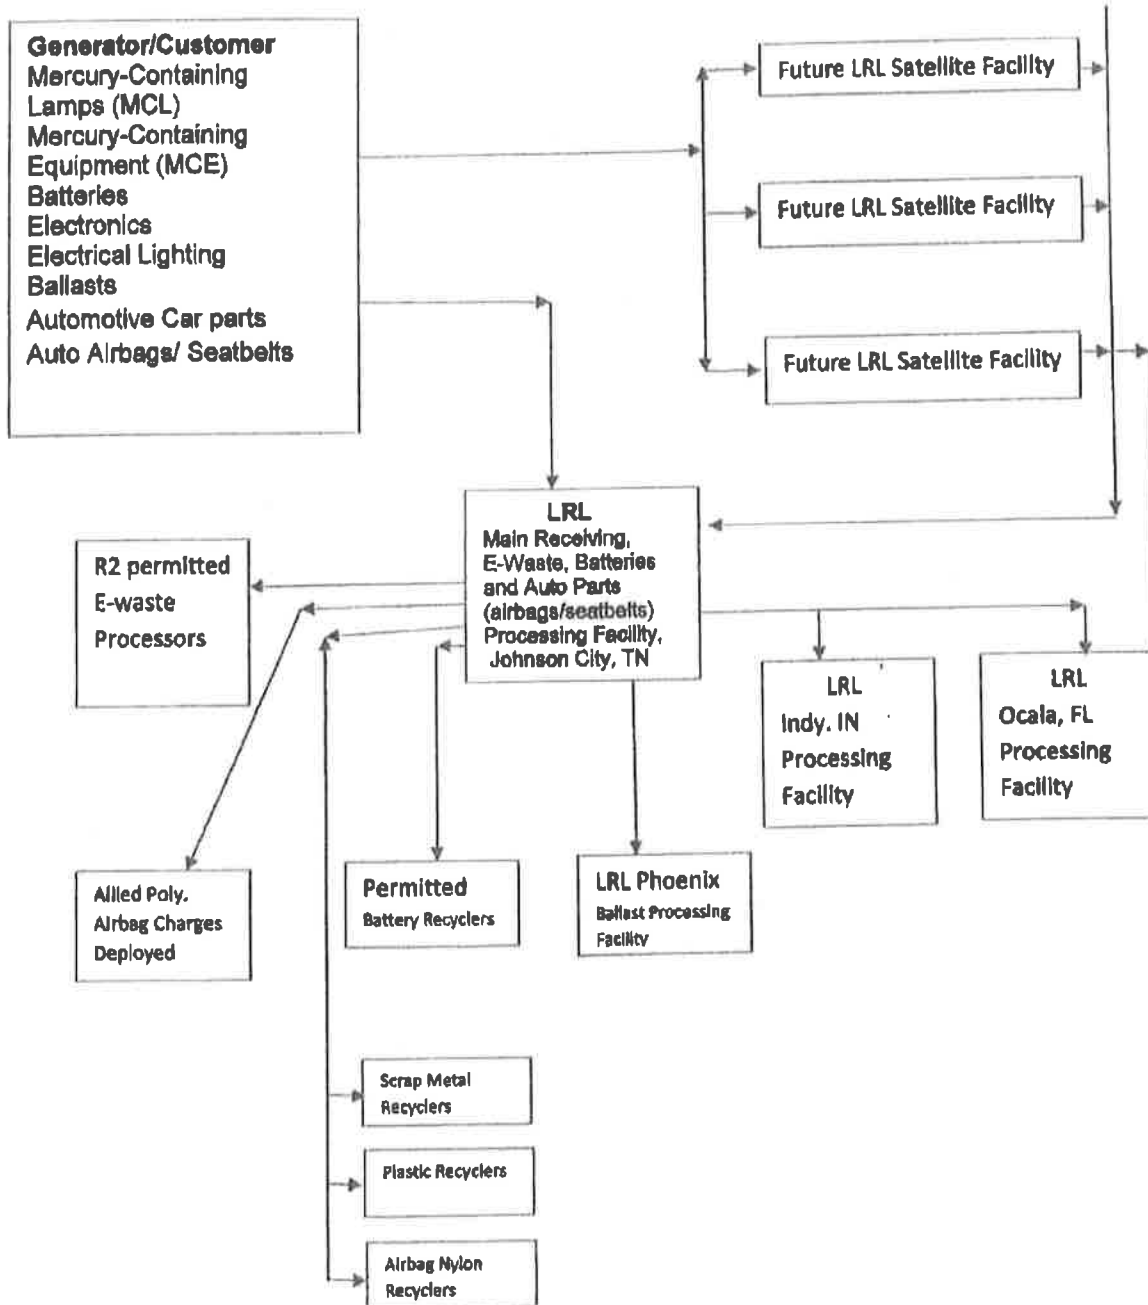 Generator/Customer
Mercury-Containing
Lamps (MCL)
Mercury-Containing
Equipment (MCE)
Batteries
Electronics
Electrical Lighting
Ballasts
Automotive Car parts
Auto Airbags/ Seatbelts
Future LRL Satellite Facility
Future LRL Satellite Facility
Future LRL Satellite Facility
LRL
Main Receiving,
E-Waste, Batteries
and Auto Parts
(airbags/seatbelts)
Processing Facility,
Johnson City, TN
R2 permitted
E-waste
Processors
LRL
Indy. IN
Processing
Facility
LRL
Ocala, FL
Processing
Facility
Allied Poly.
Airbag Charges
Deployed
Permitted
Battery Recyclers
LRL Phoenix
Ballast Processing
Facility
Scrap Metal
Recyclers
Plastic Recyclers
Airbag Nylon
Recyclers